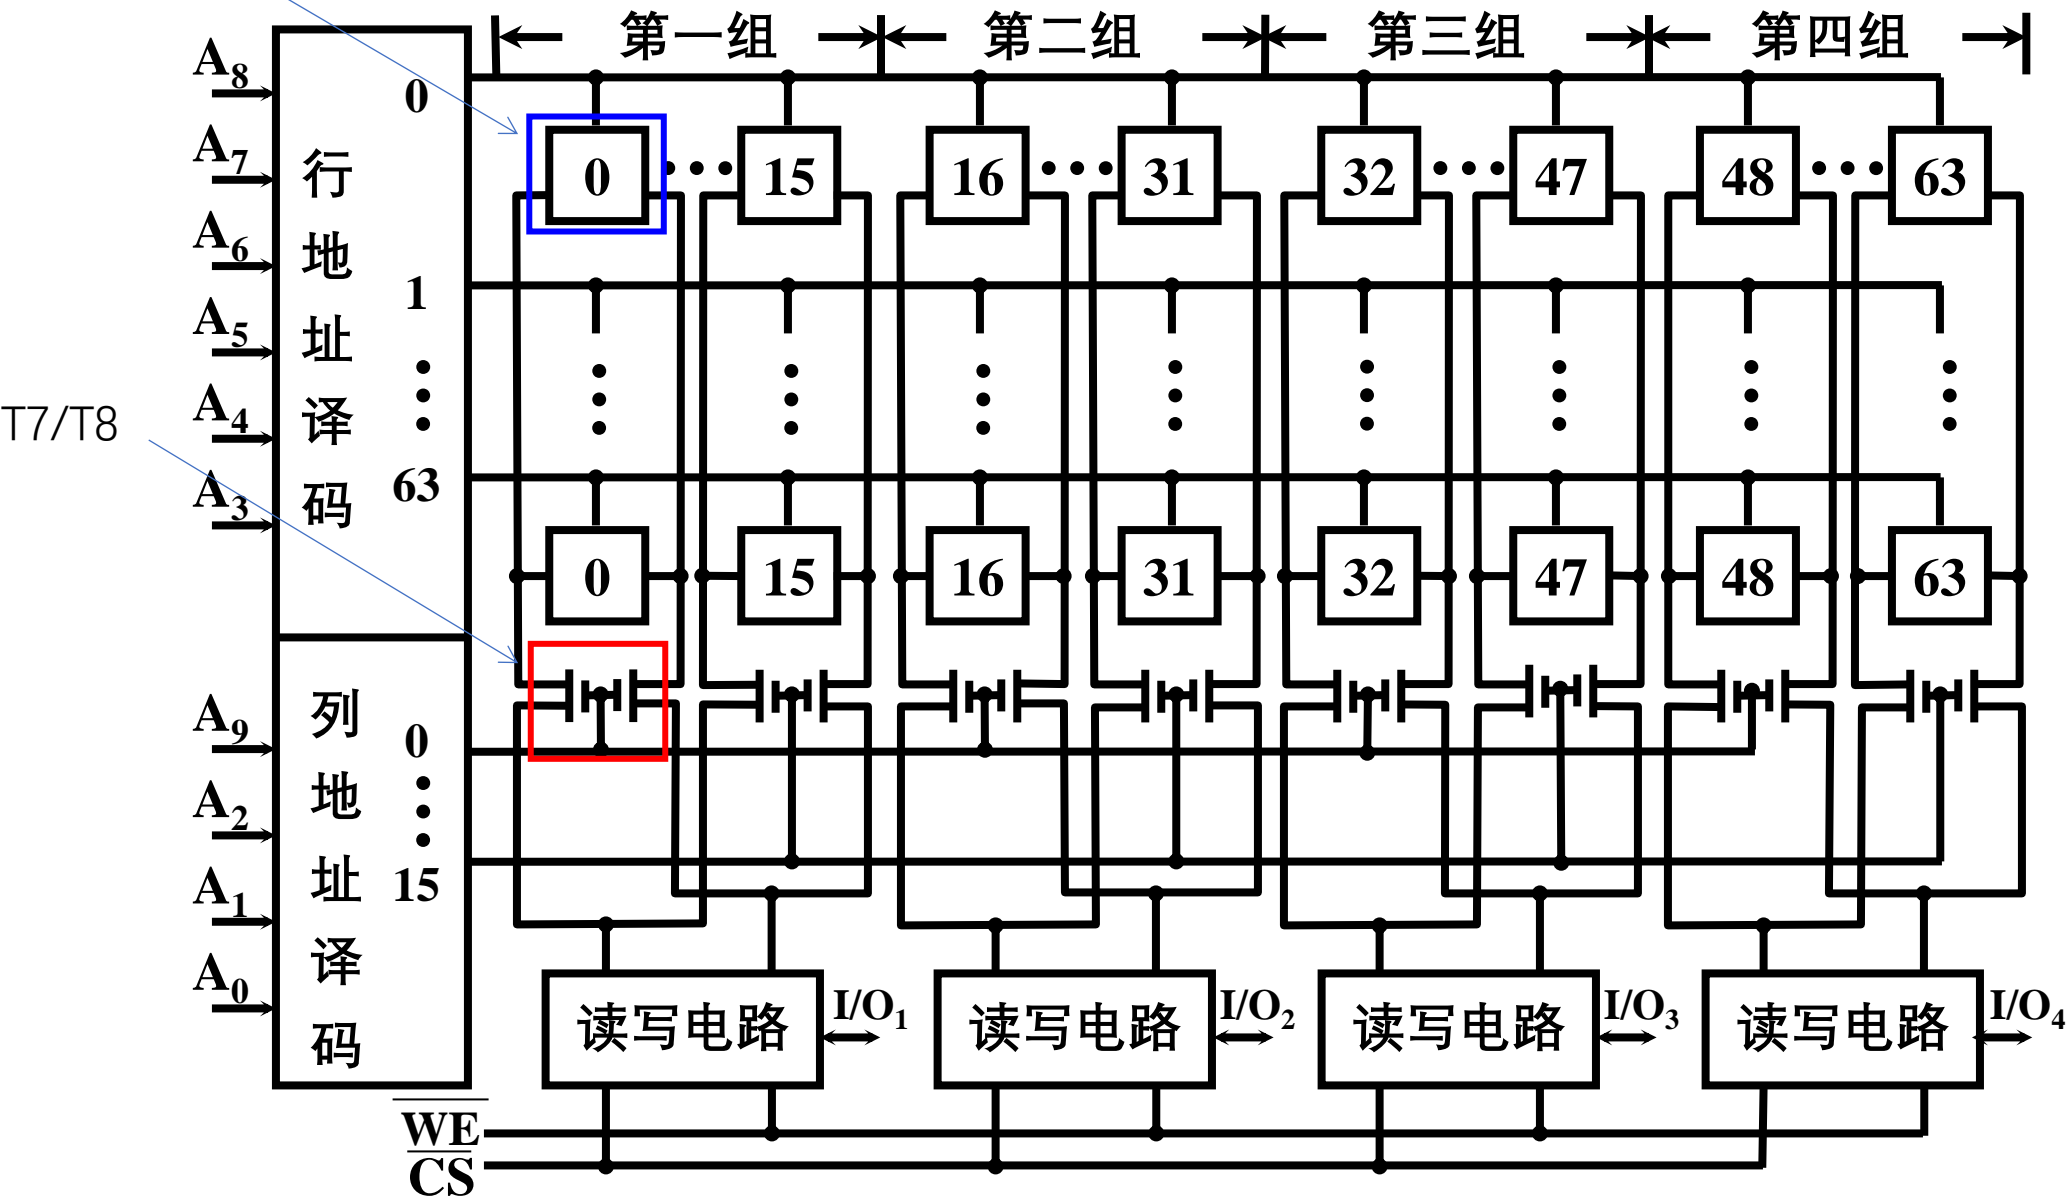 第一组 第二组 第三组 第四组
A8
A7
A6
A5
A4
A3
行地址译码
0
1
63
0 15 16 31 32 47 48 63
T7/T8
0 15 16 31 32 47 48 63
A9
A2
A1
A0
列地址译码
0
15
读写电路 I/O1 读写电路 I/O2 读写电路 I/O3 读写电路 I/O4
WE
CS